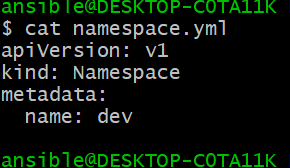 ansible@DESKTOP-COTA11K
$ cat namespace.yml
apiVersion: v1
kind: Namespace
metadata:
  name: dev
ansible@DESKTOP-COTA11K